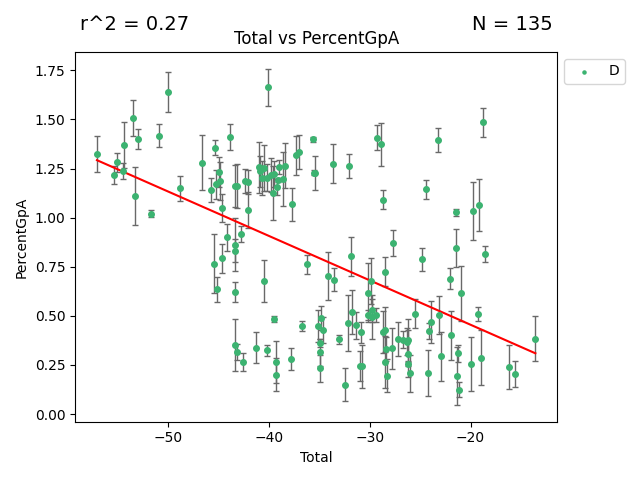 r^2 = 0.27 N = 135
Total vs PercentGpA
D
1.75
1.50
1.25
1.00
0.75
0.50
0.25
0.00
PercentGpA
−50 −40 −30 −20
Total